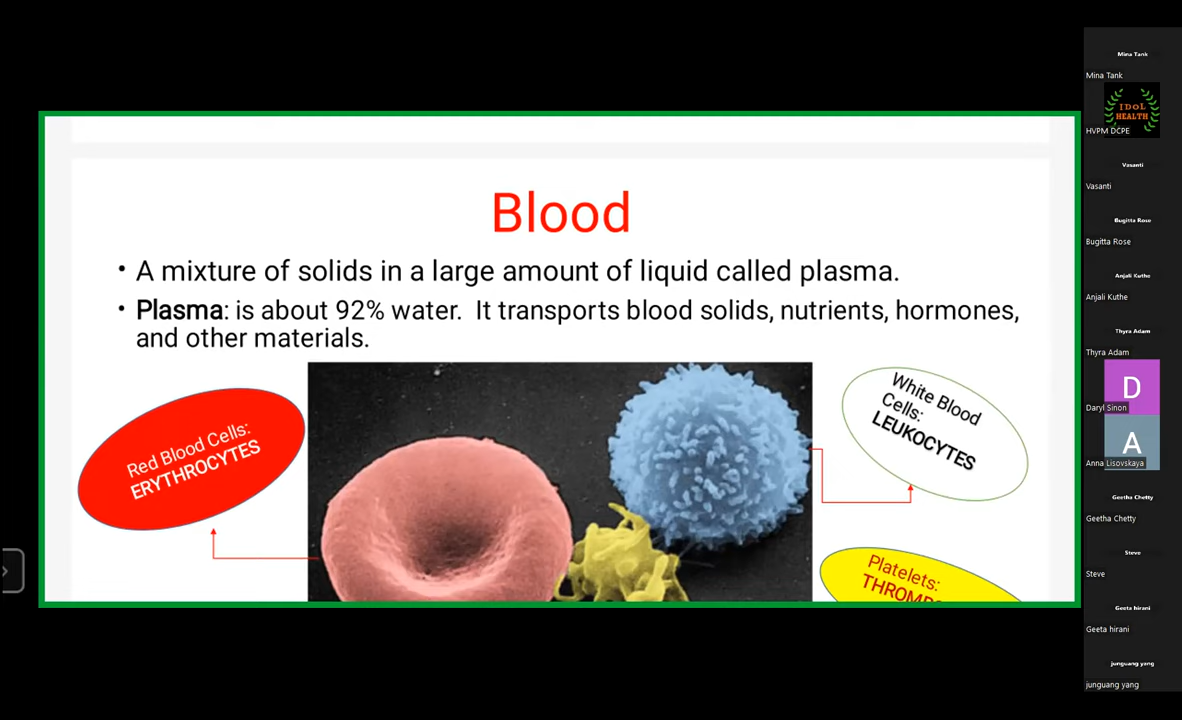 Blood
• A mixture of solids in a large amount of liquid called plasma.
• Plasma: is about 92% water. It transports blood solids, nutrients, hormones,
and other materials.
Red Blood Cells:
ERYTHROCYTES
White Blood
Cells:
LEUKOCYTES
Platelets:
Mina Tank
Mina Tank
IDOL
HEALTH
HVPM DCPE
Vasanti
Vasanti
Bugitta Rose
Bugitta Rose
Anjali Kuthe
Anjali Kuthe
Thyra Adam
Thyra Adam
D
Daryl Sinon
A
Anna Lisovskaya
Geetha Chetty
Geetha Chetty
Steve
Steve
Geeta hirani
Geeta hirani
junguang yang
junguang yang